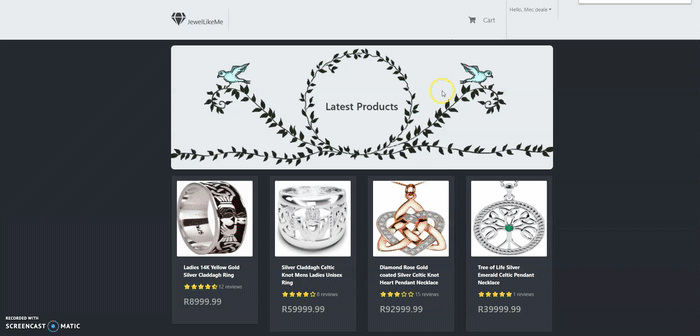 JewelLikeMe
Cart
Hello, Mec deale
Latest Products
Ladies 14K Yellow Gold
Silver Claddagh Ring
12 reviews
R8999.99
Silver Claddagh Celtic
Knot Mens Ladies Unisex
Ring
8 reviews
R59999.99
Diamond Rose Gold
coated Silver Celtic Knot
Heart Pendant Necklace
15 reviews
R92999.99
Tree of Life Silver
Emerald Celtic Pendant
Necklace
1 reviews
R39999.99
RECORDED WITH
SCREENCAST MATIC